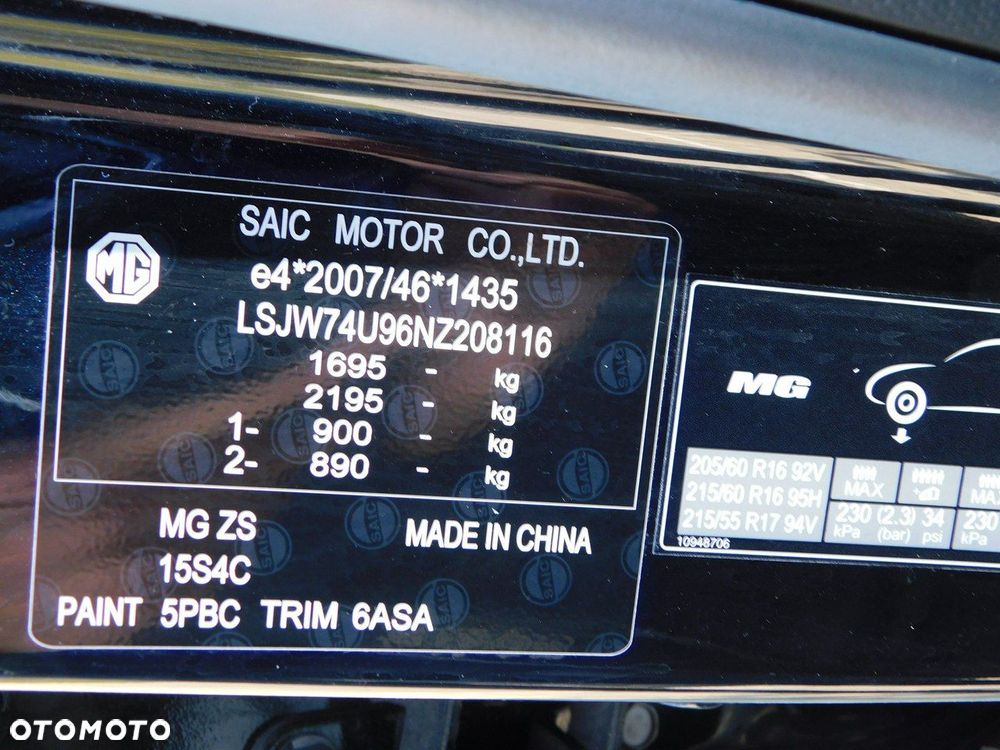 SAIC MOTOR CO.,LTD.
MG
e4*2007/46*1435
LSJW74U96NZ208116
1695 - kg
2195 - kg
1- 900 - kg
2- 890 - kg
MG ZS MADE IN CHINA
15S4C
PAINT 5PBC TRIM 6ASA
MG
205/60 R16 92V
215/60 R16 95H
215/55 R17 94V
MAX
230 (2.3) 34
kPa (bar) psi
230
kPa
10948706
SAIC
OTOMOTO